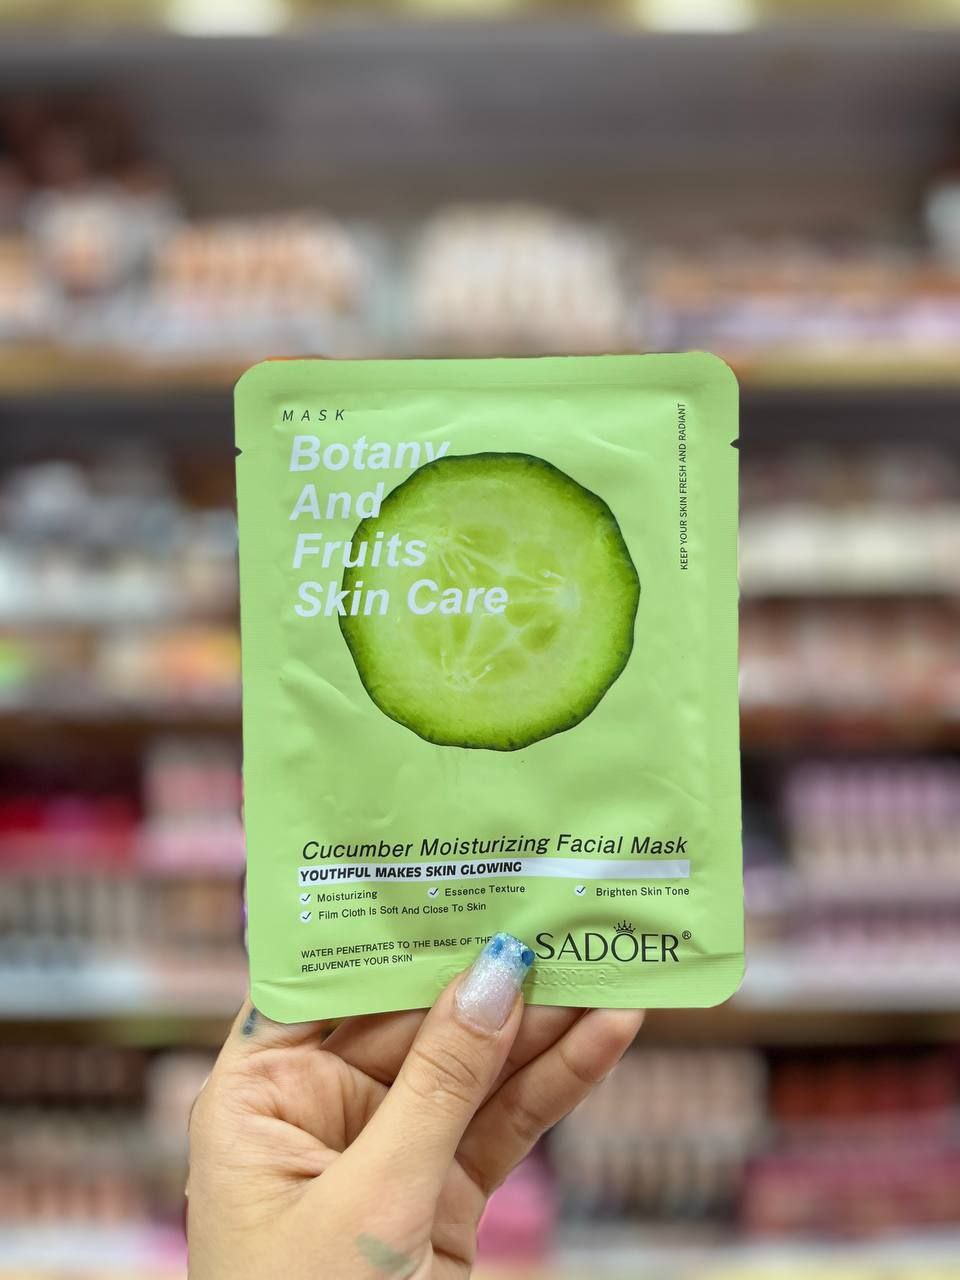 MASK
Botany
And
Fruits
Skin Care
KEEP YOUR SKIN FRESH AND RADIANT
Cucumber Moisturizing Facial Mask
YOUTHFUL MAKES SKIN GLOWING
Moisturizing Essence Texture Brighten Skin Tone
Film Cloth Is Soft And Close To Skin
WATER PENETRATES TO THE BASE OF THE
REJUVENATE YOUR SKIN
SADOER®